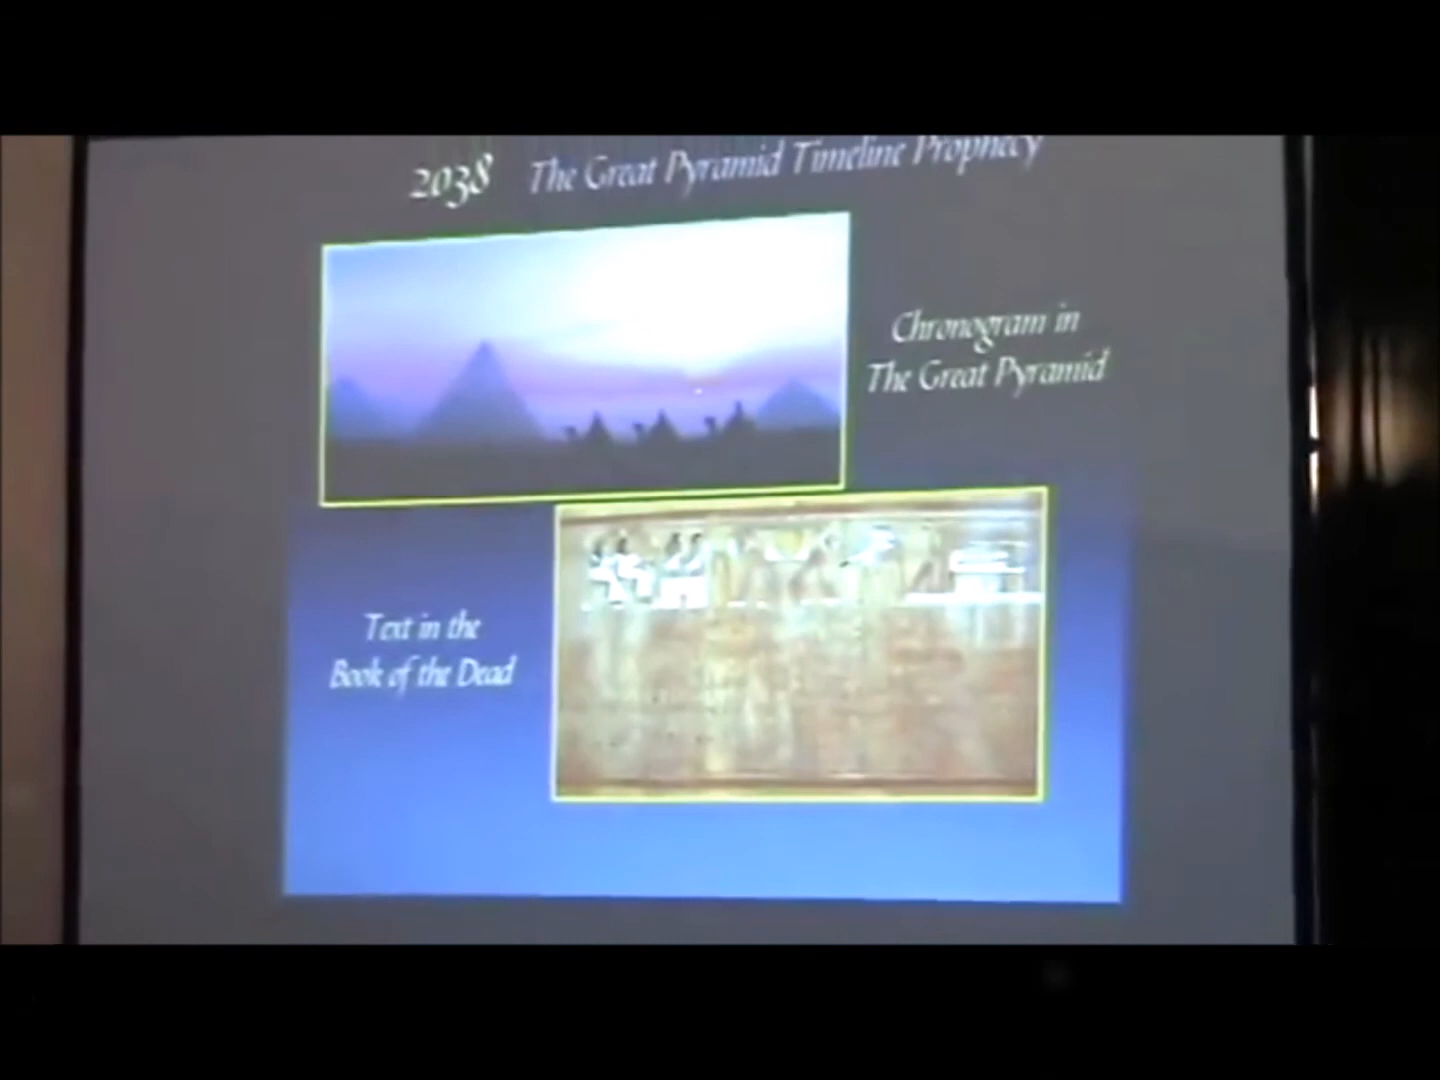 2038 The Great Pyramid Timeline Prophecy
Chronogram in
The Great Pyramid
Text in the
Book of the Dead